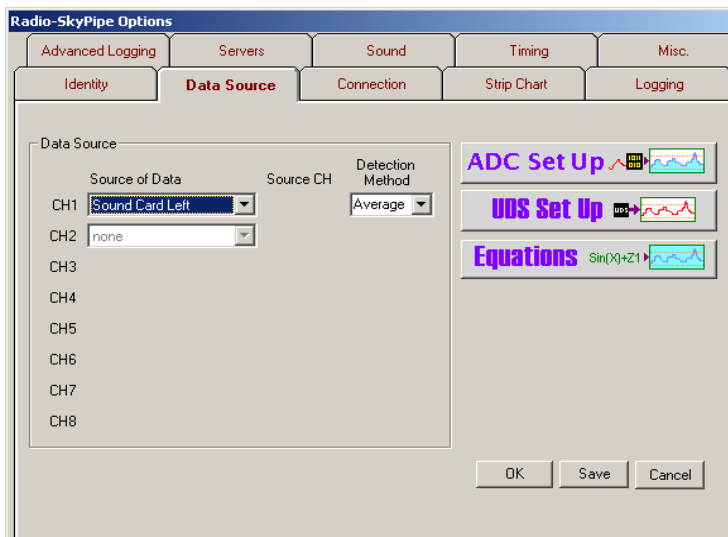 Radio-SkyPipe Options
Advanced Logging Servers Sound Timing Misc.
Identity Data Source Connection Strip Chart Logging
Data Source
Source of Data Source CH Detection Method
CH1 Sound Card Left Average
CH2 none
CH3
CH4
CH5
CH6
CH7
CH8
ADC Set Up
UDS Set Up UDS
Equations Sin(X)+Z1
OK Save Cancel